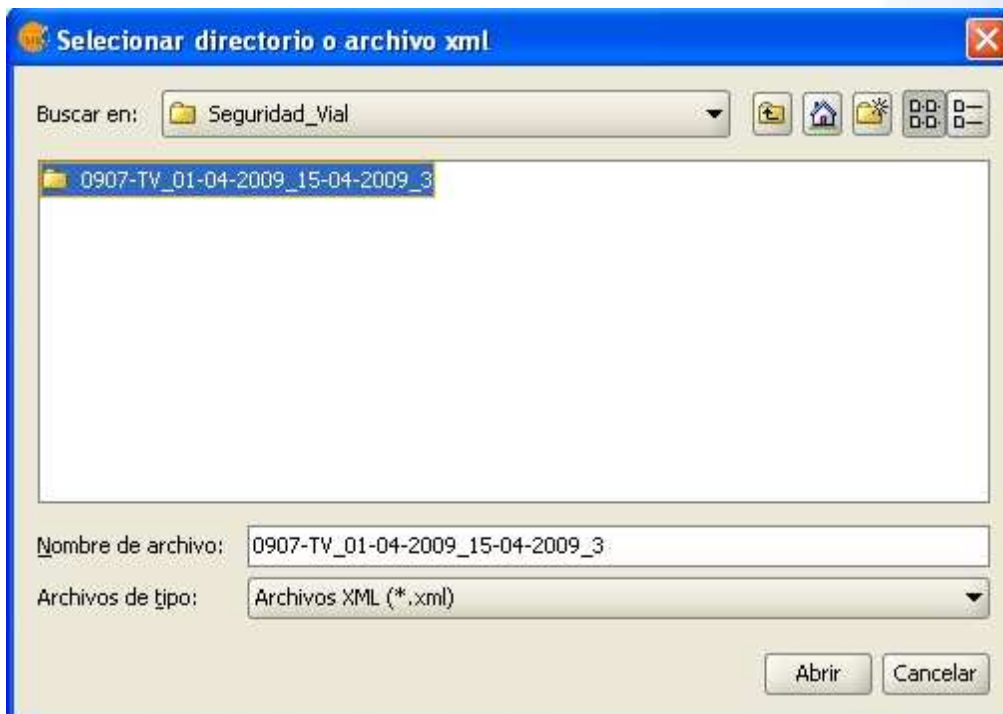 Selecionar directorio o archivo xml
Buscar en: Seguridad_Vial
0907-TV_01-04-2009_15-04-2009_3
Nombre de archivo: 0907-TV_01-04-2009_15-04-2009_3
Archivos de tipo: Archivos XML (*.xml)
Abrir Cancelar